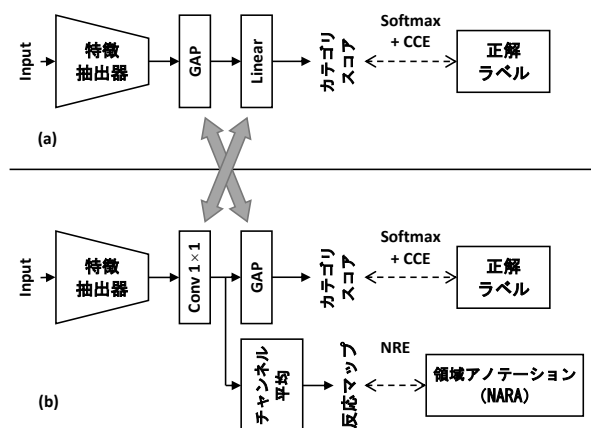 Input
特徴
抽出器
GAP
Linear
カテゴリ
スコア
Softmax
+ CCE
正解
ラベル
(a)
Input
特徴
抽出器
Conv 1×1
GAP
カテゴリ
スコア
Softmax
+ CCE
正解
ラベル
チャンネル
平均
反応マップ
NRE
領域アノテーション
(NARA)
(b)